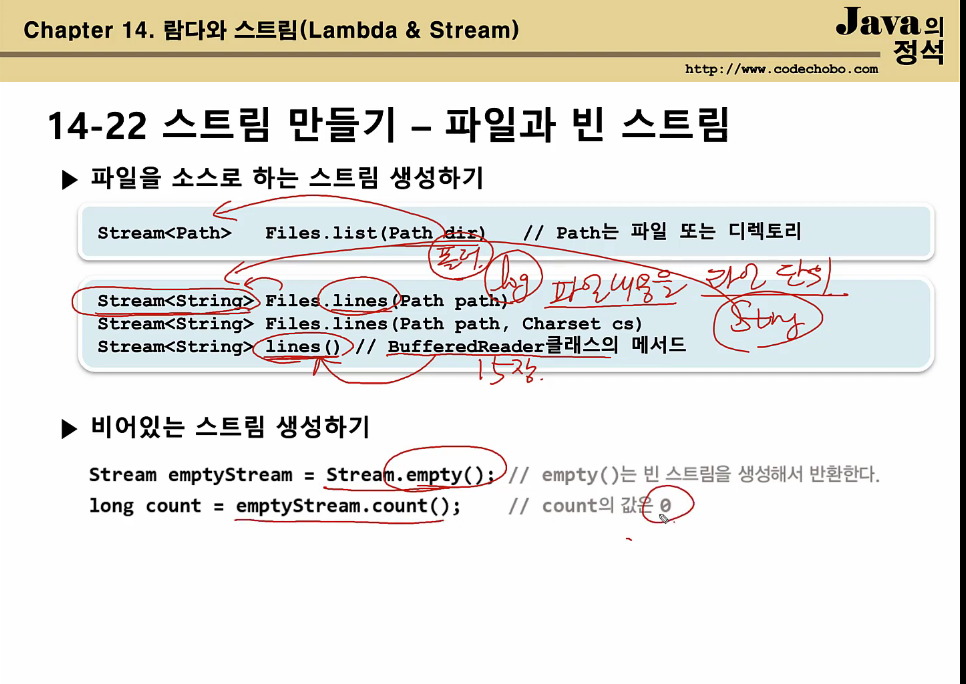 Chapter 14. 람다와 스트림(Lambda & Stream)
Java의 정석
http://www.codechobo.com
14-22 스트림 만들기 – 파일과 빈 스트림
▶ 파일을 소스로 하는 스트림 생성하기
Stream<Path> Files.list(Path dir) // Path는 파일 또는 디렉토리
폴더
log 파일내용을 라인 단위
Stream<String> Files.lines(Path path)
String
Stream<String> Files.lines(Path path, Charset cs)
Stream<String> lines() // BufferedReader클래스의 메서드
15장.
▶ 비어있는 스트림 생성하기
Stream emptyStream = Stream.empty(); // empty()는 빈 스트림을 생성해서 반환한다.
long count = emptyStream.count(); // count의 값은 0